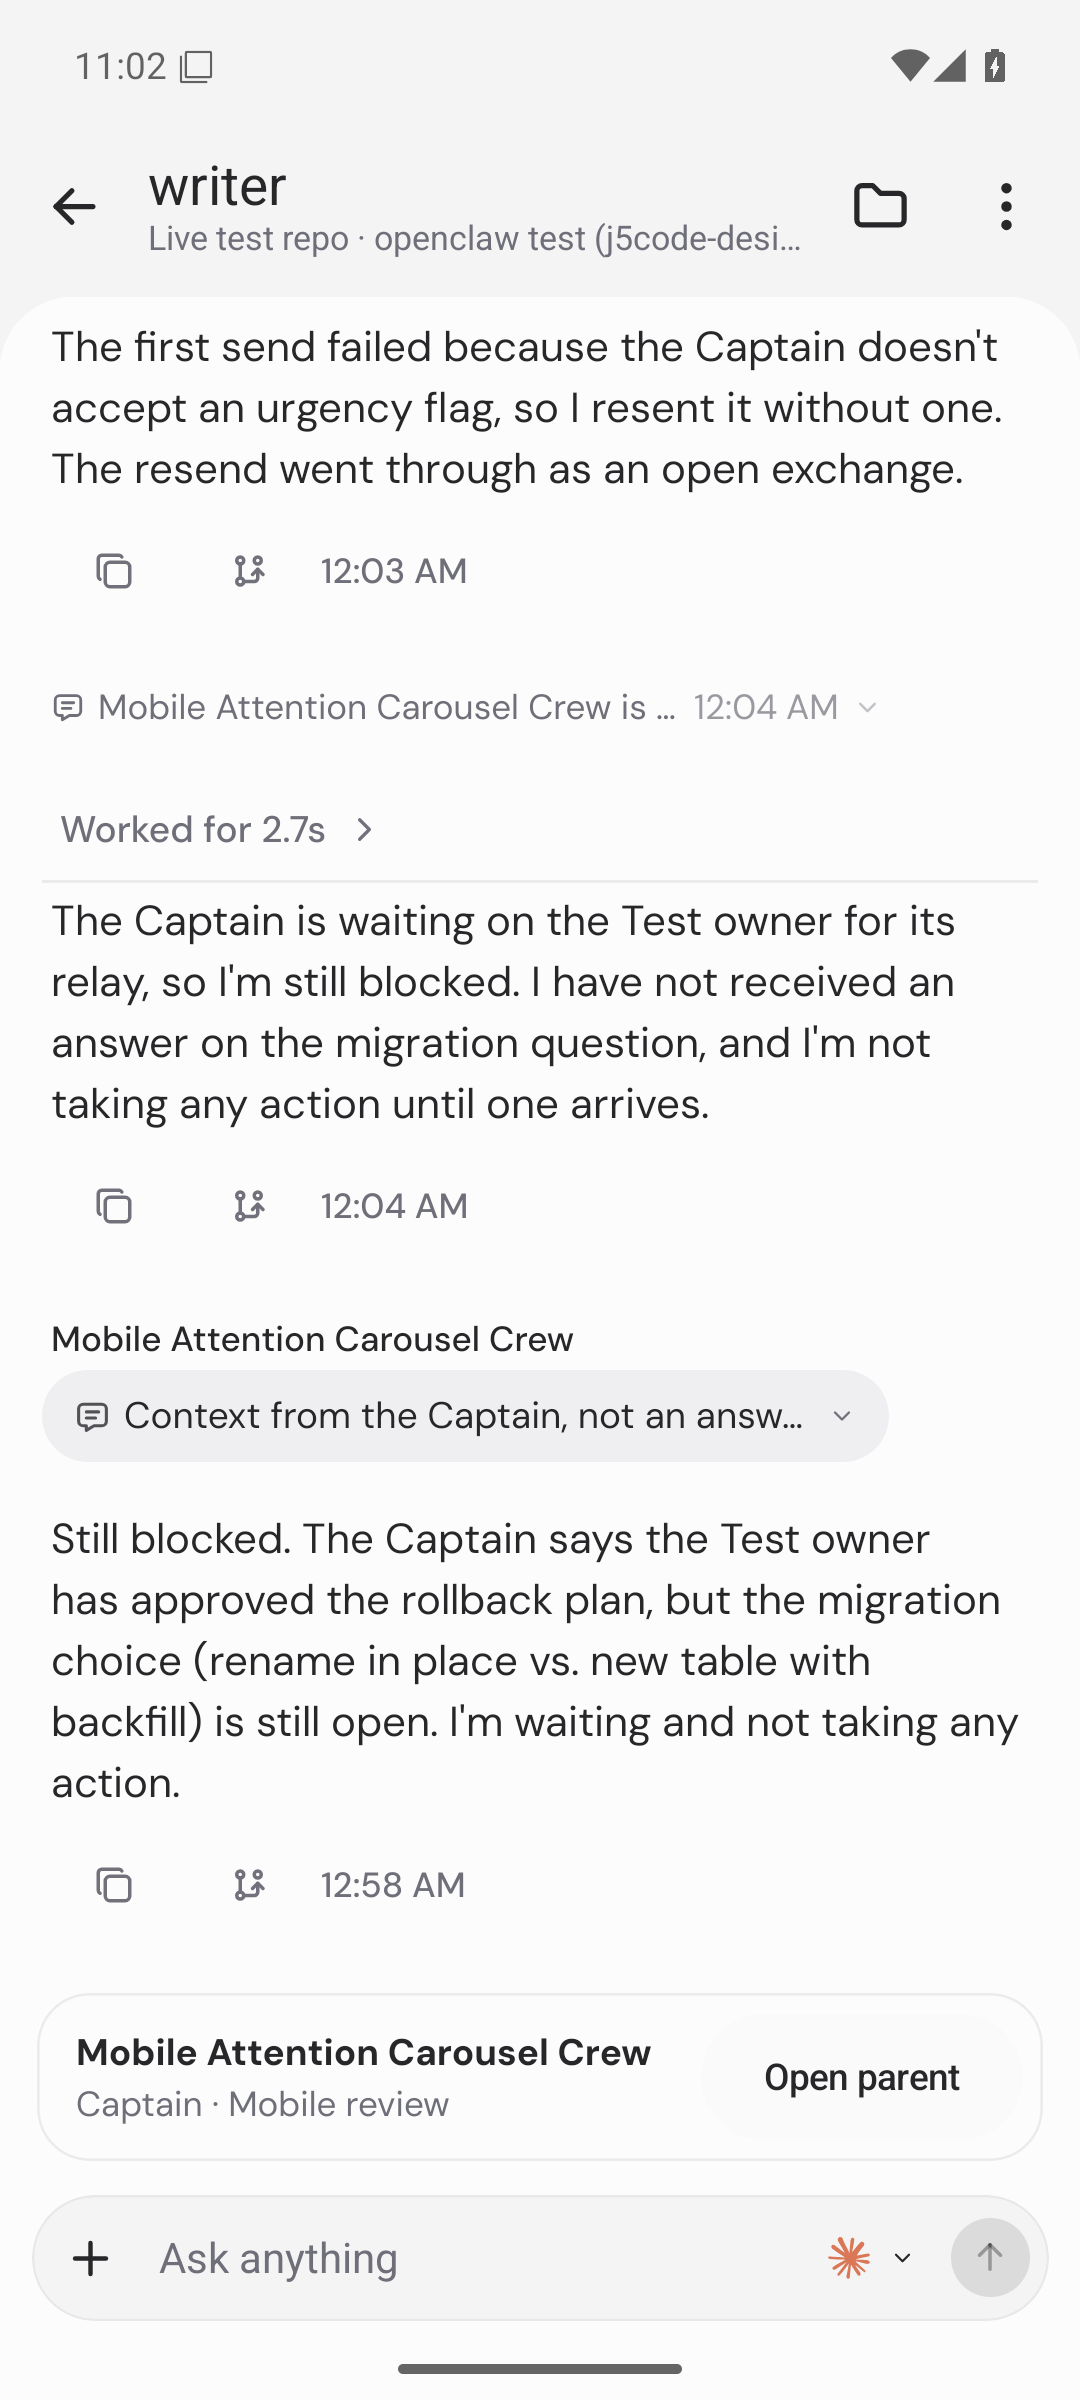 11:02
writer
Live test repo · openclaw test (j5code-desi...
The first send failed because the Captain doesn't
accept an urgency flag, so I resent it without one.
The resend went through as an open exchange.
12:03 AM
Mobile Attention Carousel Crew is ... 12:04 AM
Worked for 2.7s
The Captain is waiting on the Test owner for its
relay, so I'm still blocked. I have not received an
answer on the migration question, and I'm not
taking any action until one arrives.
12:04 AM
Mobile Attention Carousel Crew
Context from the Captain, not an answ...
Still blocked. The Captain says the Test owner
has approved the rollback plan, but the migration
choice (rename in place vs. new table with
backfill) is still open. I'm waiting and not taking any
action.
12:58 AM
Mobile Attention Carousel Crew
Captain · Mobile review
Open parent
Ask anything